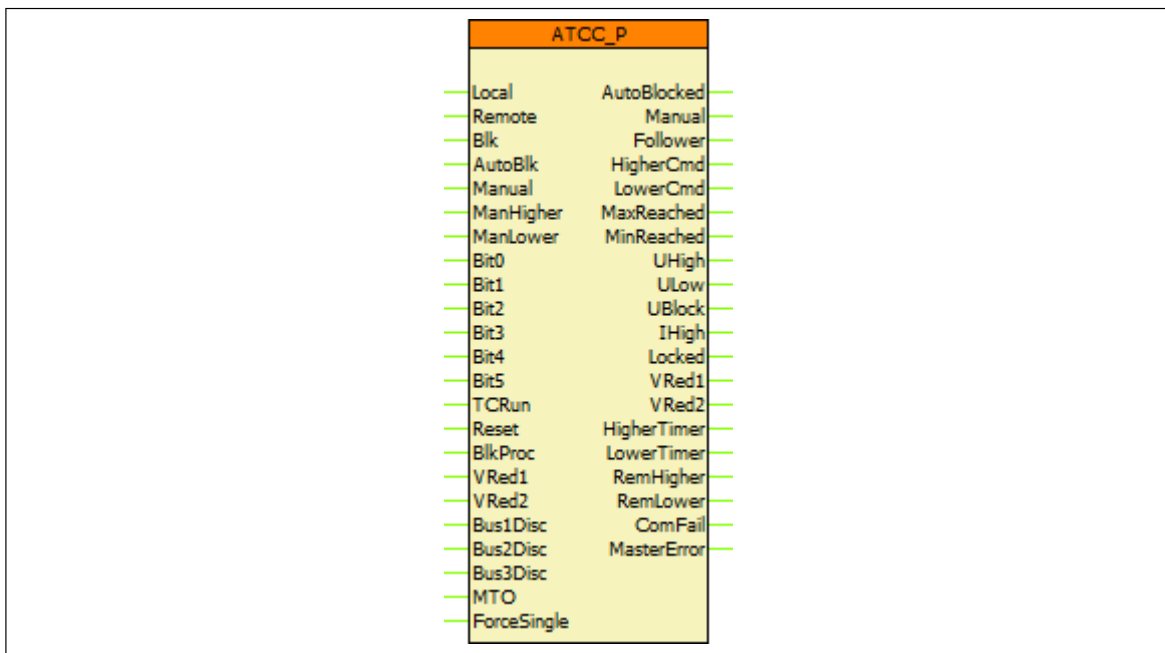 ATCC_P
Local AutoBlocked
Remote Manual
Blk Follower
AutoBlk HigherCmd
Manual LowerCmd
ManHigher MaxReached
ManLower MinReached
Bit0 UHigh
Bit1 ULow
Bit2 UBlock
Bit3 IHigh
Bit4 Locked
Bit5 VRed1
TCRun VRed2
Reset HigherTimer
BlkProc LowerTimer
VRed1 RemHigher
VRed2 RemLower
Bus1Disc ComFail
Bus2Disc MasterError
Bus3Disc
MTO
ForceSingle